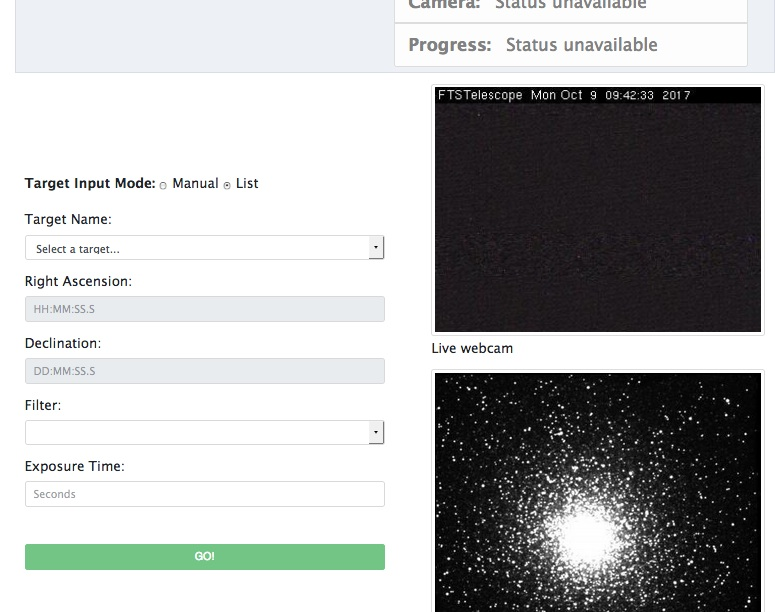 Camera: Status unavailable
Progress: Status unavailable
FTSTelescope Mon Oct 9 09:42:33 2017
Target Input Mode: Manual List
Target Name:
Select a target...
Right Ascension:
HH:MM:SS.S
Declination:
DD:MM:SS.S
Live webcam
Filter:
Exposure Time:
Seconds
GO!